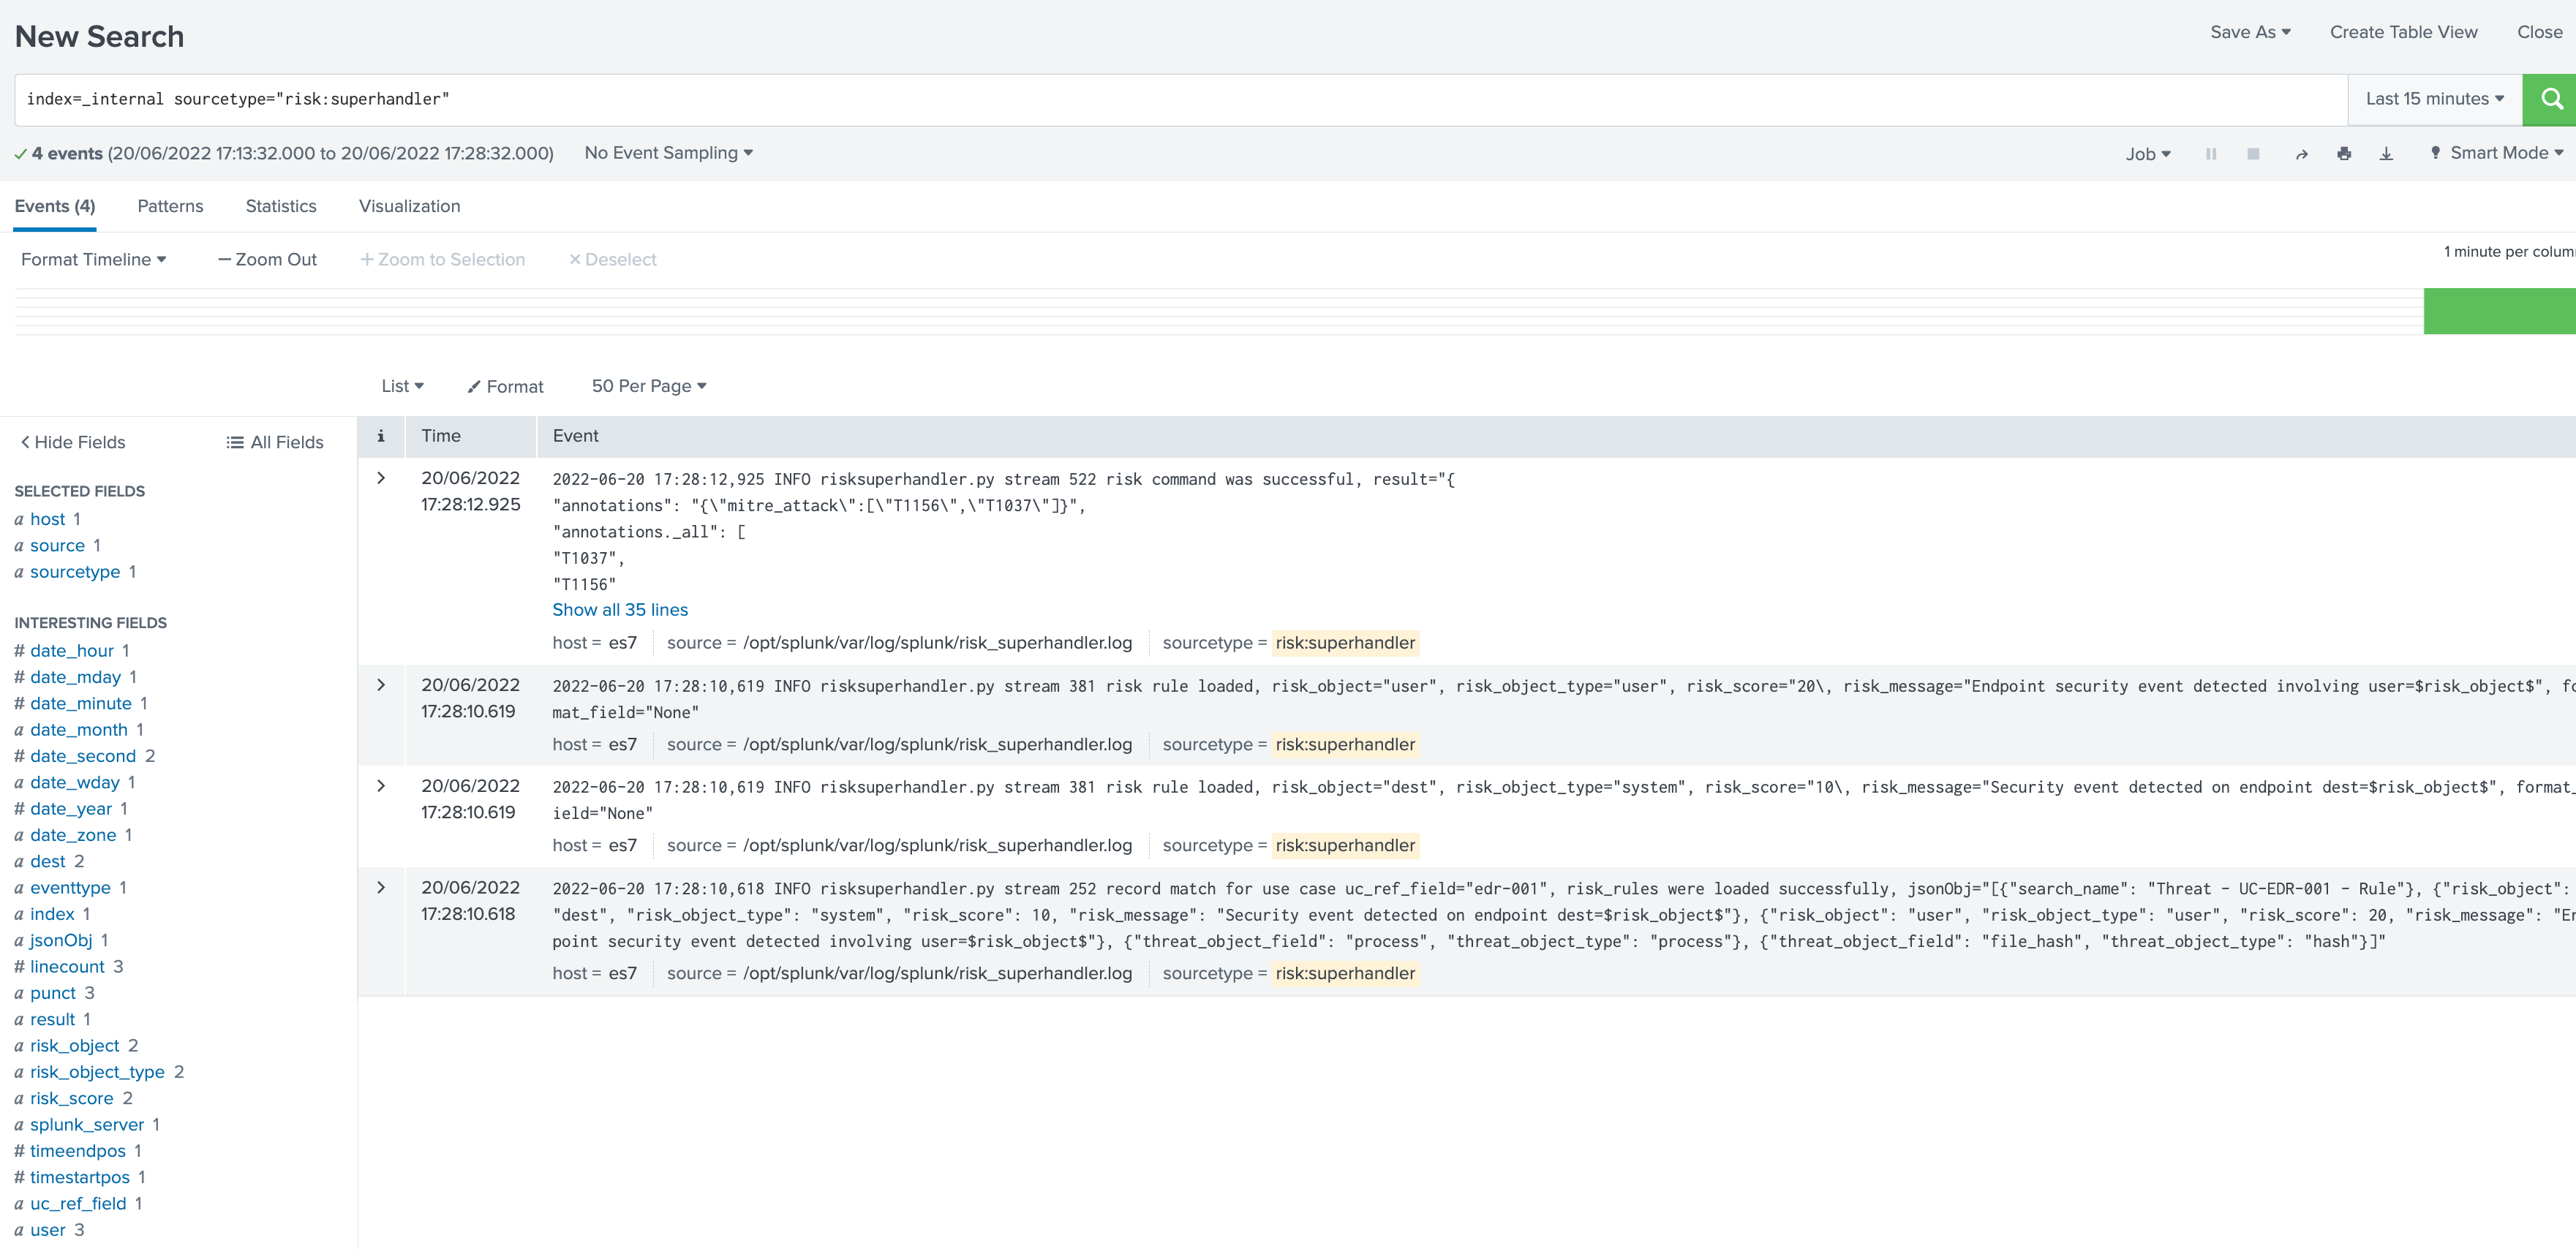 New Search
Save As
Create Table View
Close
index=_internal sourcetype="risk:superhandler"
Last 15 minutes
4 events (20/06/2022 17:13:32.000 to 20/06/2022 17:28:32.000)
No Event Sampling
Job
Smart Mode
Events (4)
Patterns
Statistics
Visualization
Format Timeline
— Zoom Out
+ Zoom to Selection
× Deselect
1 minute per colum
List
Format
50 Per Page
< Hide Fields
All Fields
SELECTED FIELDS
a host 1
a source 1
a sourcetype 1
INTERESTING FIELDS
# date_hour 1
# date_mday 1
# date_minute 1
a date_month 1
# date_second 2
a date_wday 1
# date_year 1
a date_zone 1
a dest 2
a eventtype 1
a index 1
a jsonObj 1
# linecount 3
a punct 3
a result 1
a risk_object 2
a risk_object_type 2
a risk_score 2
a splunk_server 1
# timeendpos 1
# timestartpos 1
a uc_ref_field 1
a user 3
i
Time
Event
20/06/2022
17:28:12.925
2022-06-20 17:28:12,925 INFO risksuperhandler.py stream 522 risk command was successful, result="{
"annotations": "{\"mitre_attack\":[\"T1156\",\"T1037\"]}",
"annotations._all": [
"T1037",
"T1156"
Show all 35 lines
host = es7
source = /opt/splunk/var/log/splunk/risk_superhandler.log
sourcetype = risk:superhandler
20/06/2022
17:28:10.619
2022-06-20 17:28:10,619 INFO risksuperhandler.py stream 381 risk rule loaded, risk_object="user", risk_object_type="user", risk_score="20\, risk_message="Endpoint security event detected involving user=$risk_object$", fo
mat_field="None"
host = es7
source = /opt/splunk/var/log/splunk/risk_superhandler.log
sourcetype = risk:superhandler
20/06/2022
17:28:10.619
2022-06-20 17:28:10,619 INFO risksuperhandler.py stream 381 risk rule loaded, risk_object="dest", risk_object_type="system", risk_score="10\, risk_message="Security event detected on endpoint dest=$risk_object$", format_
ield="None"
host = es7
source = /opt/splunk/var/log/splunk/risk_superhandler.log
sourcetype = risk:superhandler
20/06/2022
17:28:10.618
2022-06-20 17:28:10,618 INFO risksuperhandler.py stream 252 record match for use case uc_ref_field="edr-001", risk_rules were loaded successfully, jsonObj="[{"search_name": "Threat - UC-EDR-001 - Rule"}, {"risk_object":
"dest", "risk_object_type": "system", "risk_score": 10, "risk_message": "Security event detected on endpoint dest=$risk_object$"}, {"risk_object": "user", "risk_object_type": "user", "risk_score": 20, "risk_message": "En
point security event detected involving user=$risk_object$"}, {"threat_object_field": "process", "threat_object_type": "process"}, {"threat_object_field": "file_hash", "threat_object_type": "hash"}]"
host = es7
source = /opt/splunk/var/log/splunk/risk_superhandler.log
sourcetype = risk:superhandler